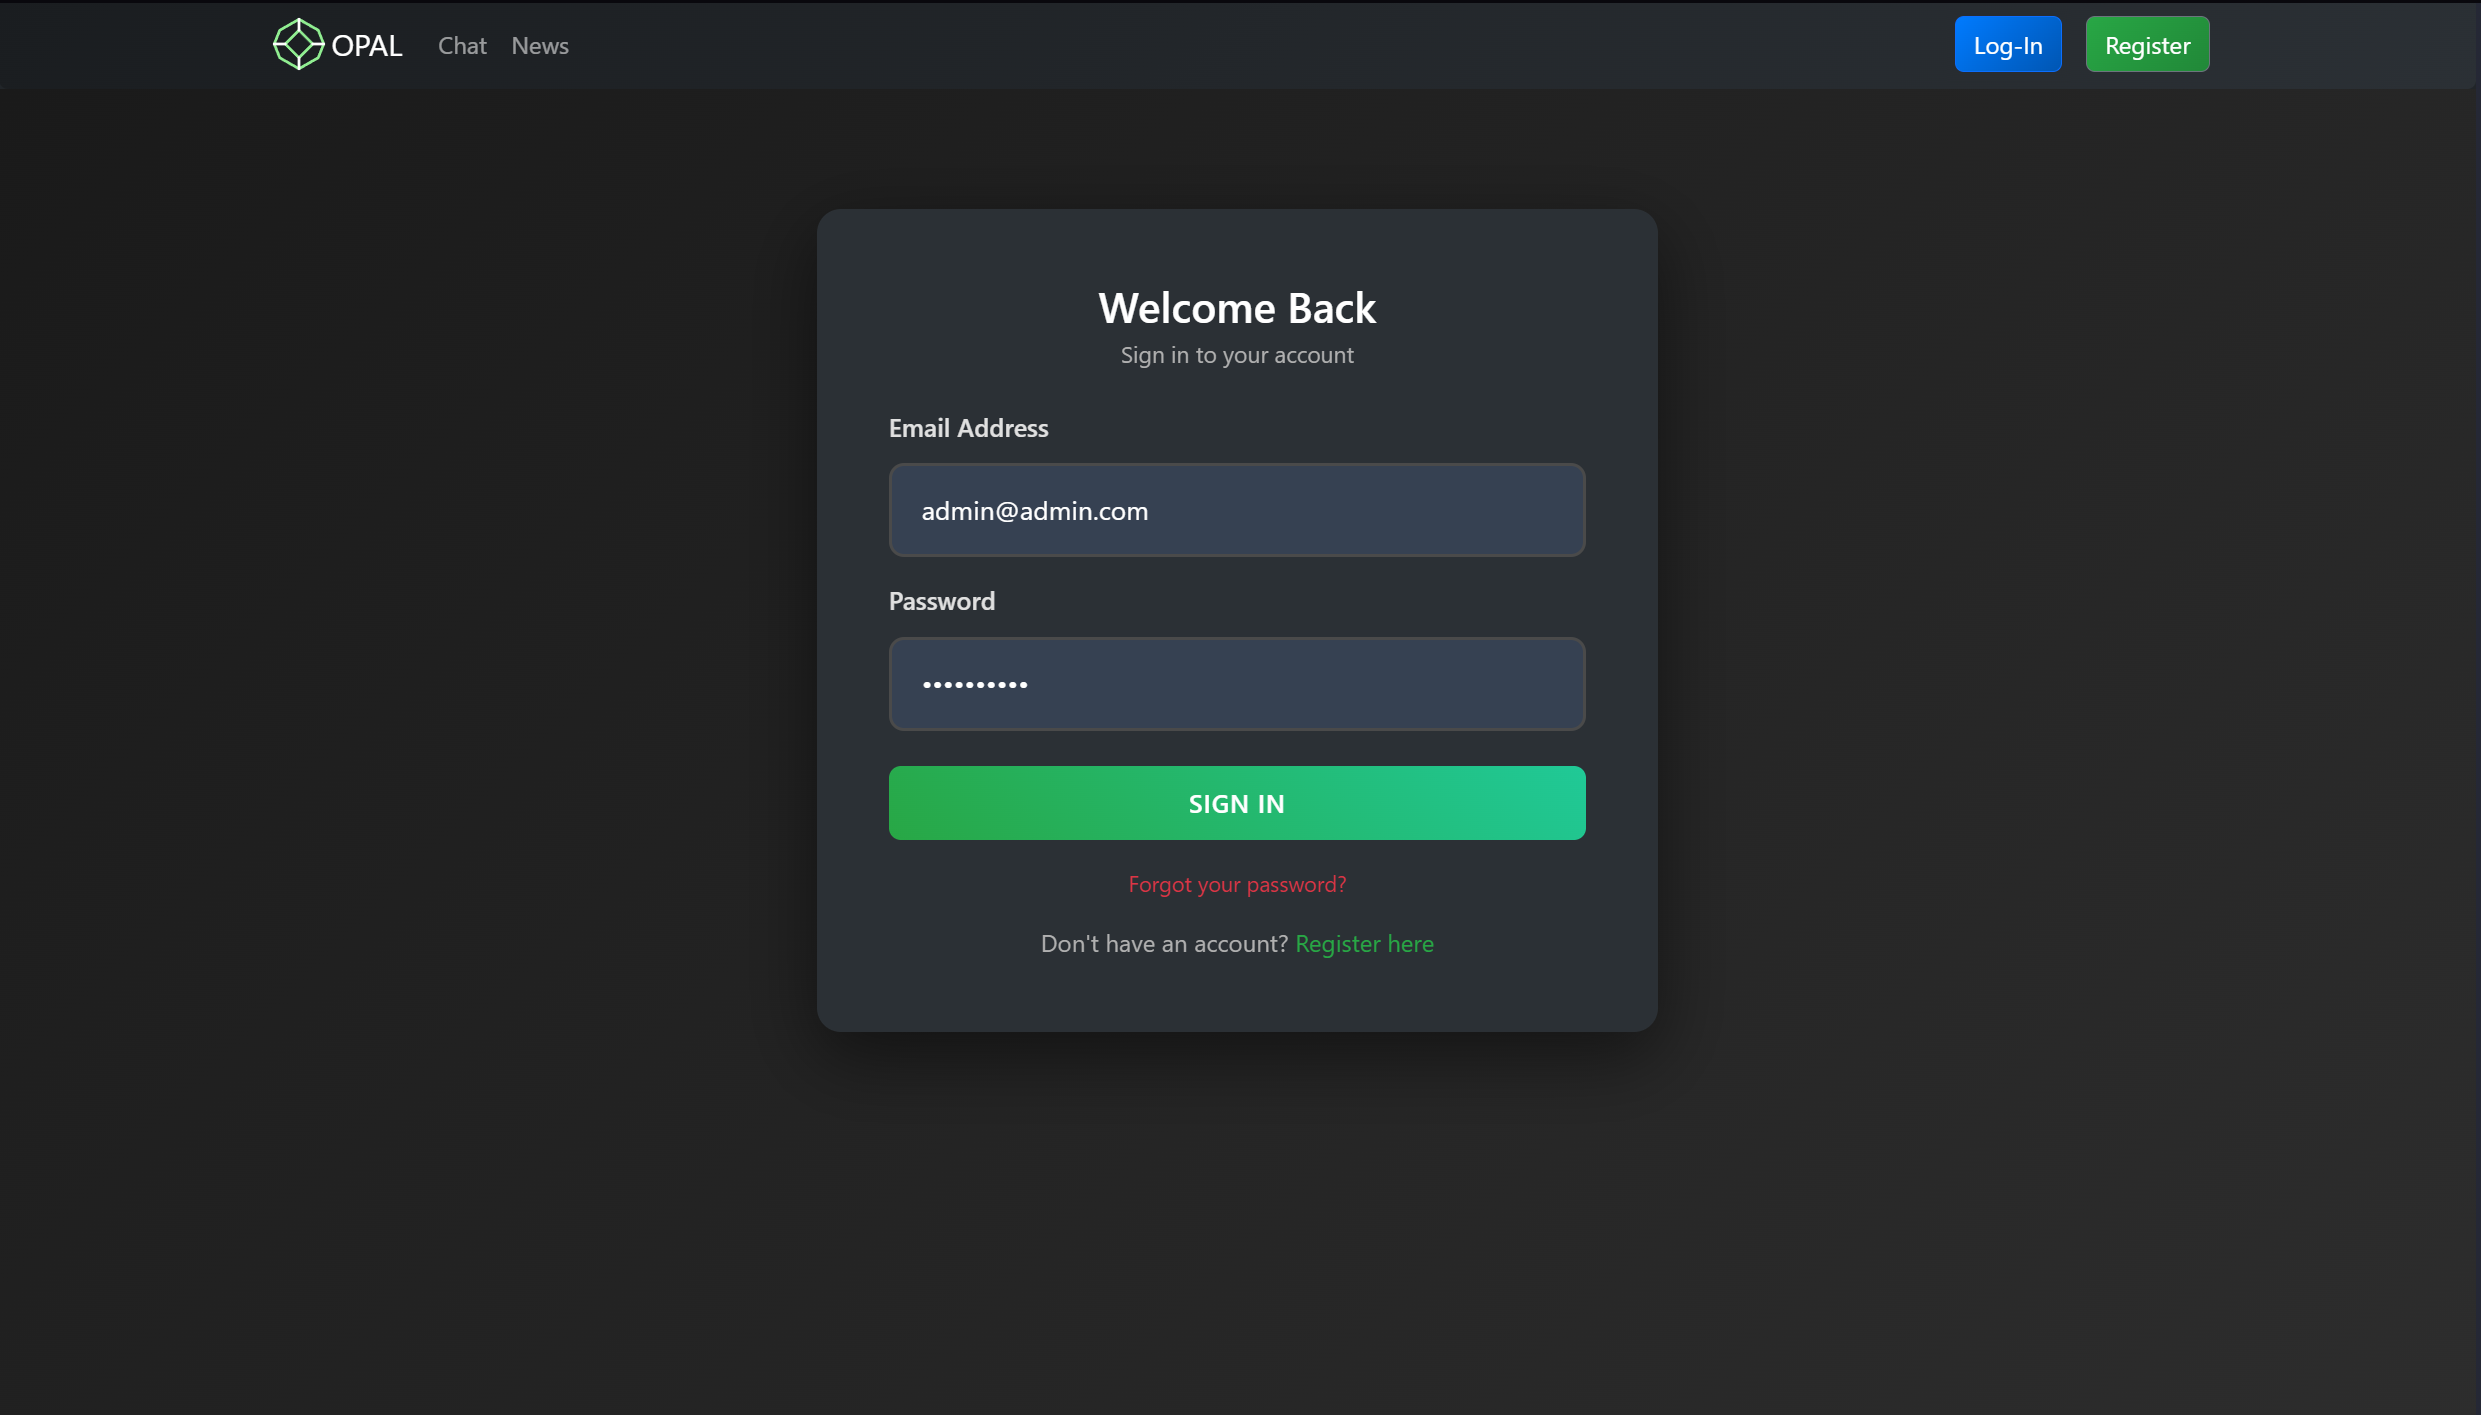 OPAL Chat News Log-In Register
Welcome Back
Sign in to your account
Email Address
admin@admin.com
Password
••••••••••
SIGN IN
Forgot your password?
Don't have an account? Register here